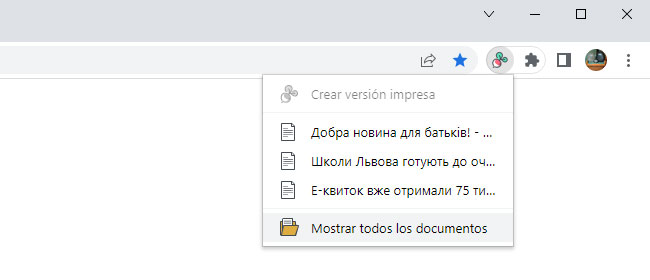 Crear versión impresa
Добра новина для батьків! - ...
Школи Львова готують до оч...
Е-квиток вже отримали 75 ти...
Mostrar todos los documentos